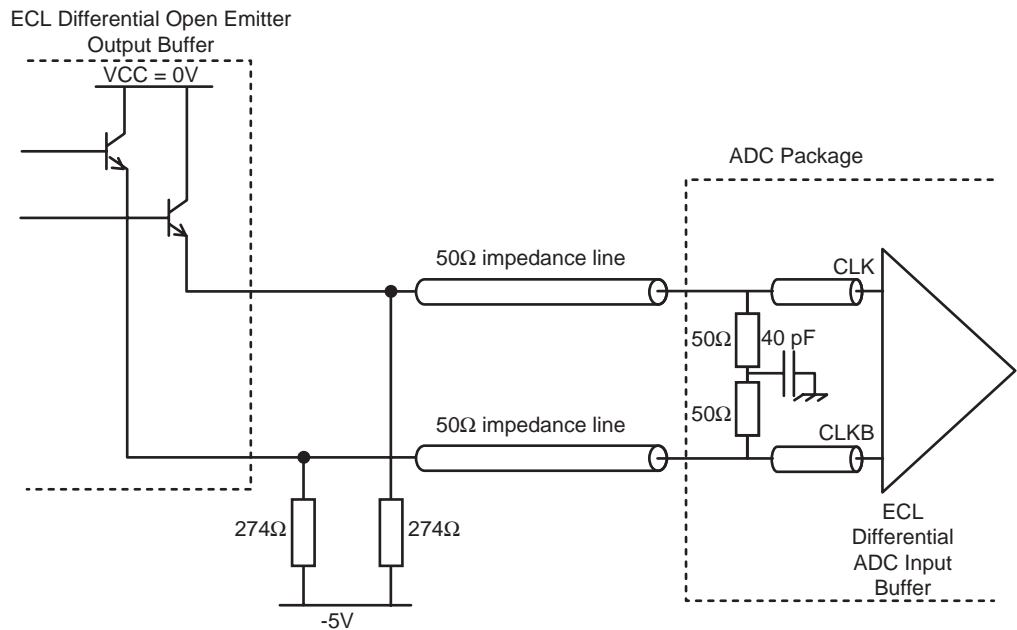 ECL Differential Open Emitter
Output Buffer
VCC = 0V
ADC Package
50Ω impedance line
CLK
50Ω
40 pF
50Ω
50Ω impedance line
CLKB
274Ω
274Ω
-5V
ECL
Differential
ADC Input
Buffer